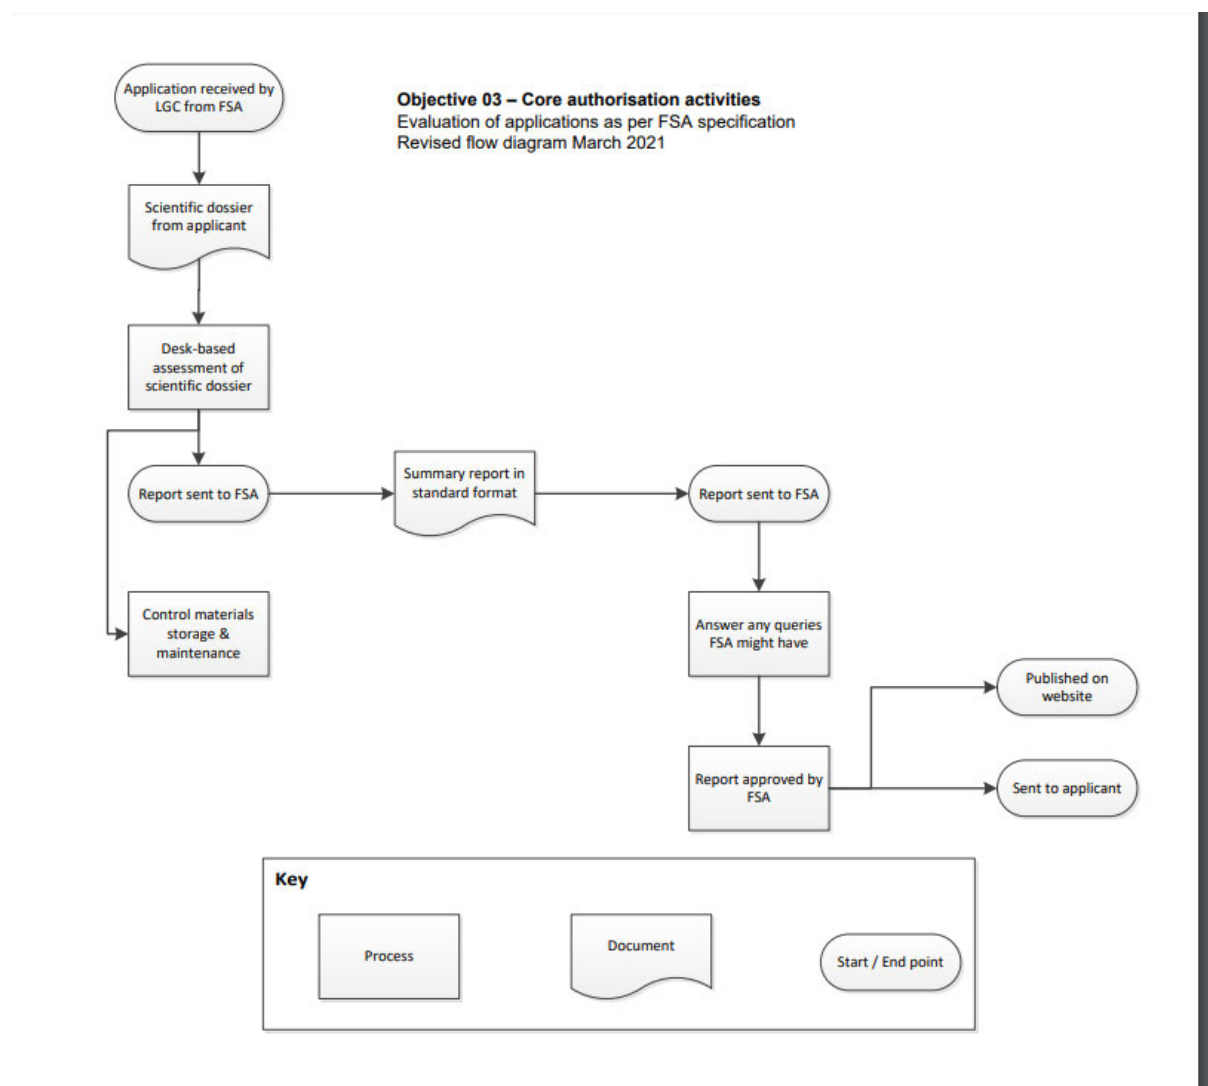 Application received by
LGC from FSA
Objective 03 – Core authorisation activities
Evaluation of applications as per FSA specification
Revised flow diagram March 2021
Scientific dossier
from applicant
Desk-based
assessment of
scientific dossier
Report sent to FSA
Summary report in
standard format
Report sent to FSA
Control materials
storage &
maintenance
Answer any queries
FSA might have
Published on
website
Report approved by
FSA
Sent to applicant
Key
Process
Document
Start / End point